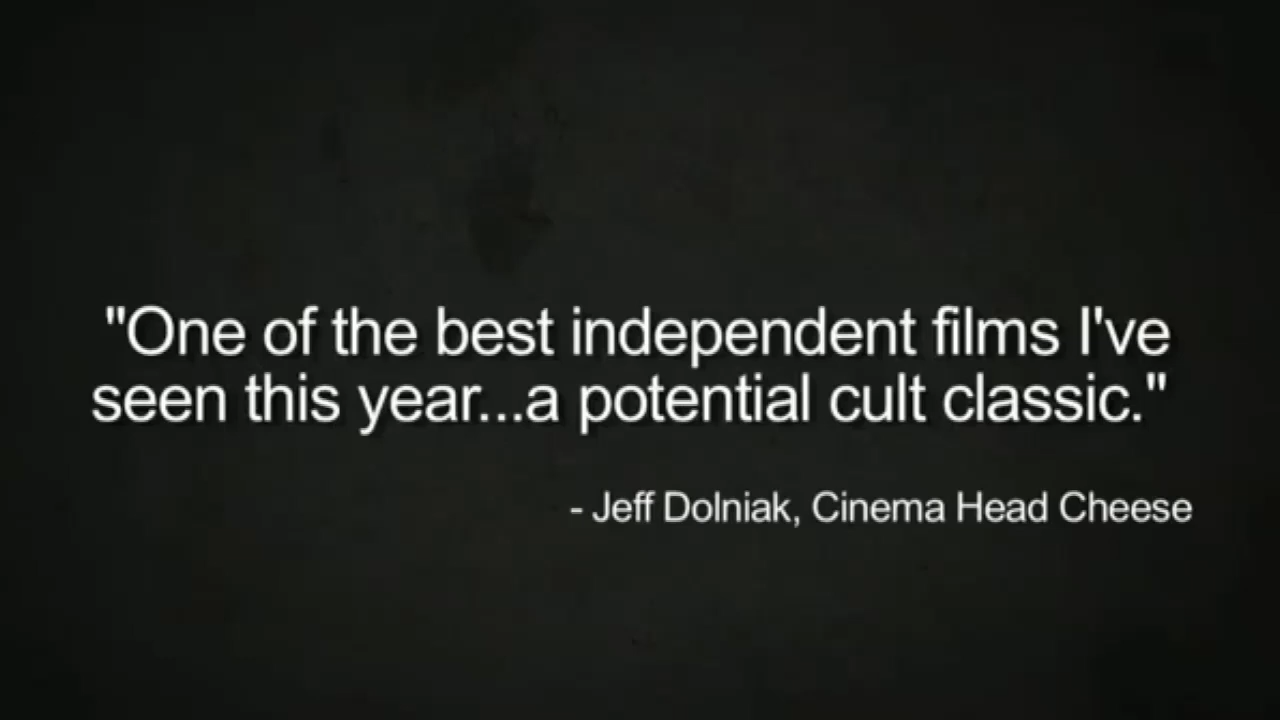 "One of the best independent films I've
seen this year...a potential cult classic."
- Jeff Dolniak, Cinema Head Cheese